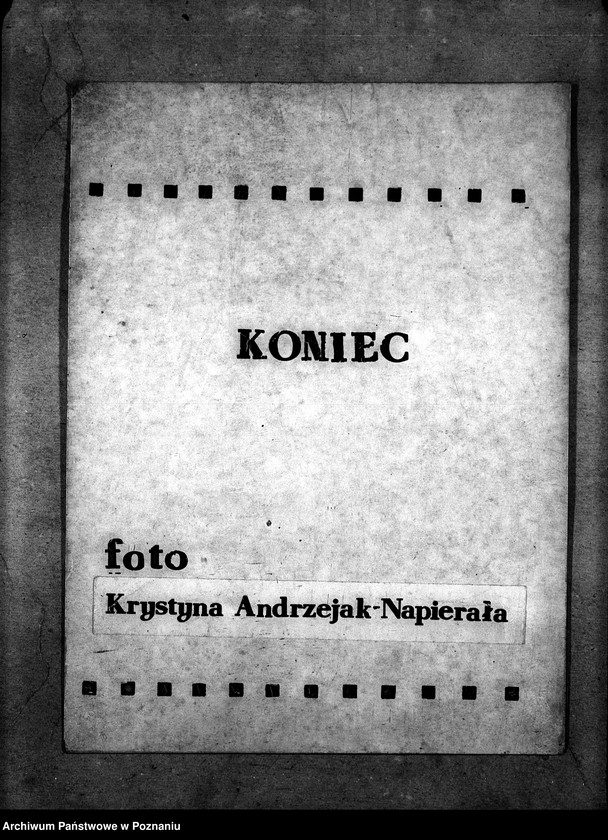 KONIEC
foto
Krystyna Andrzejak-Napierała
Archiwum Państwowe w Poznaniu